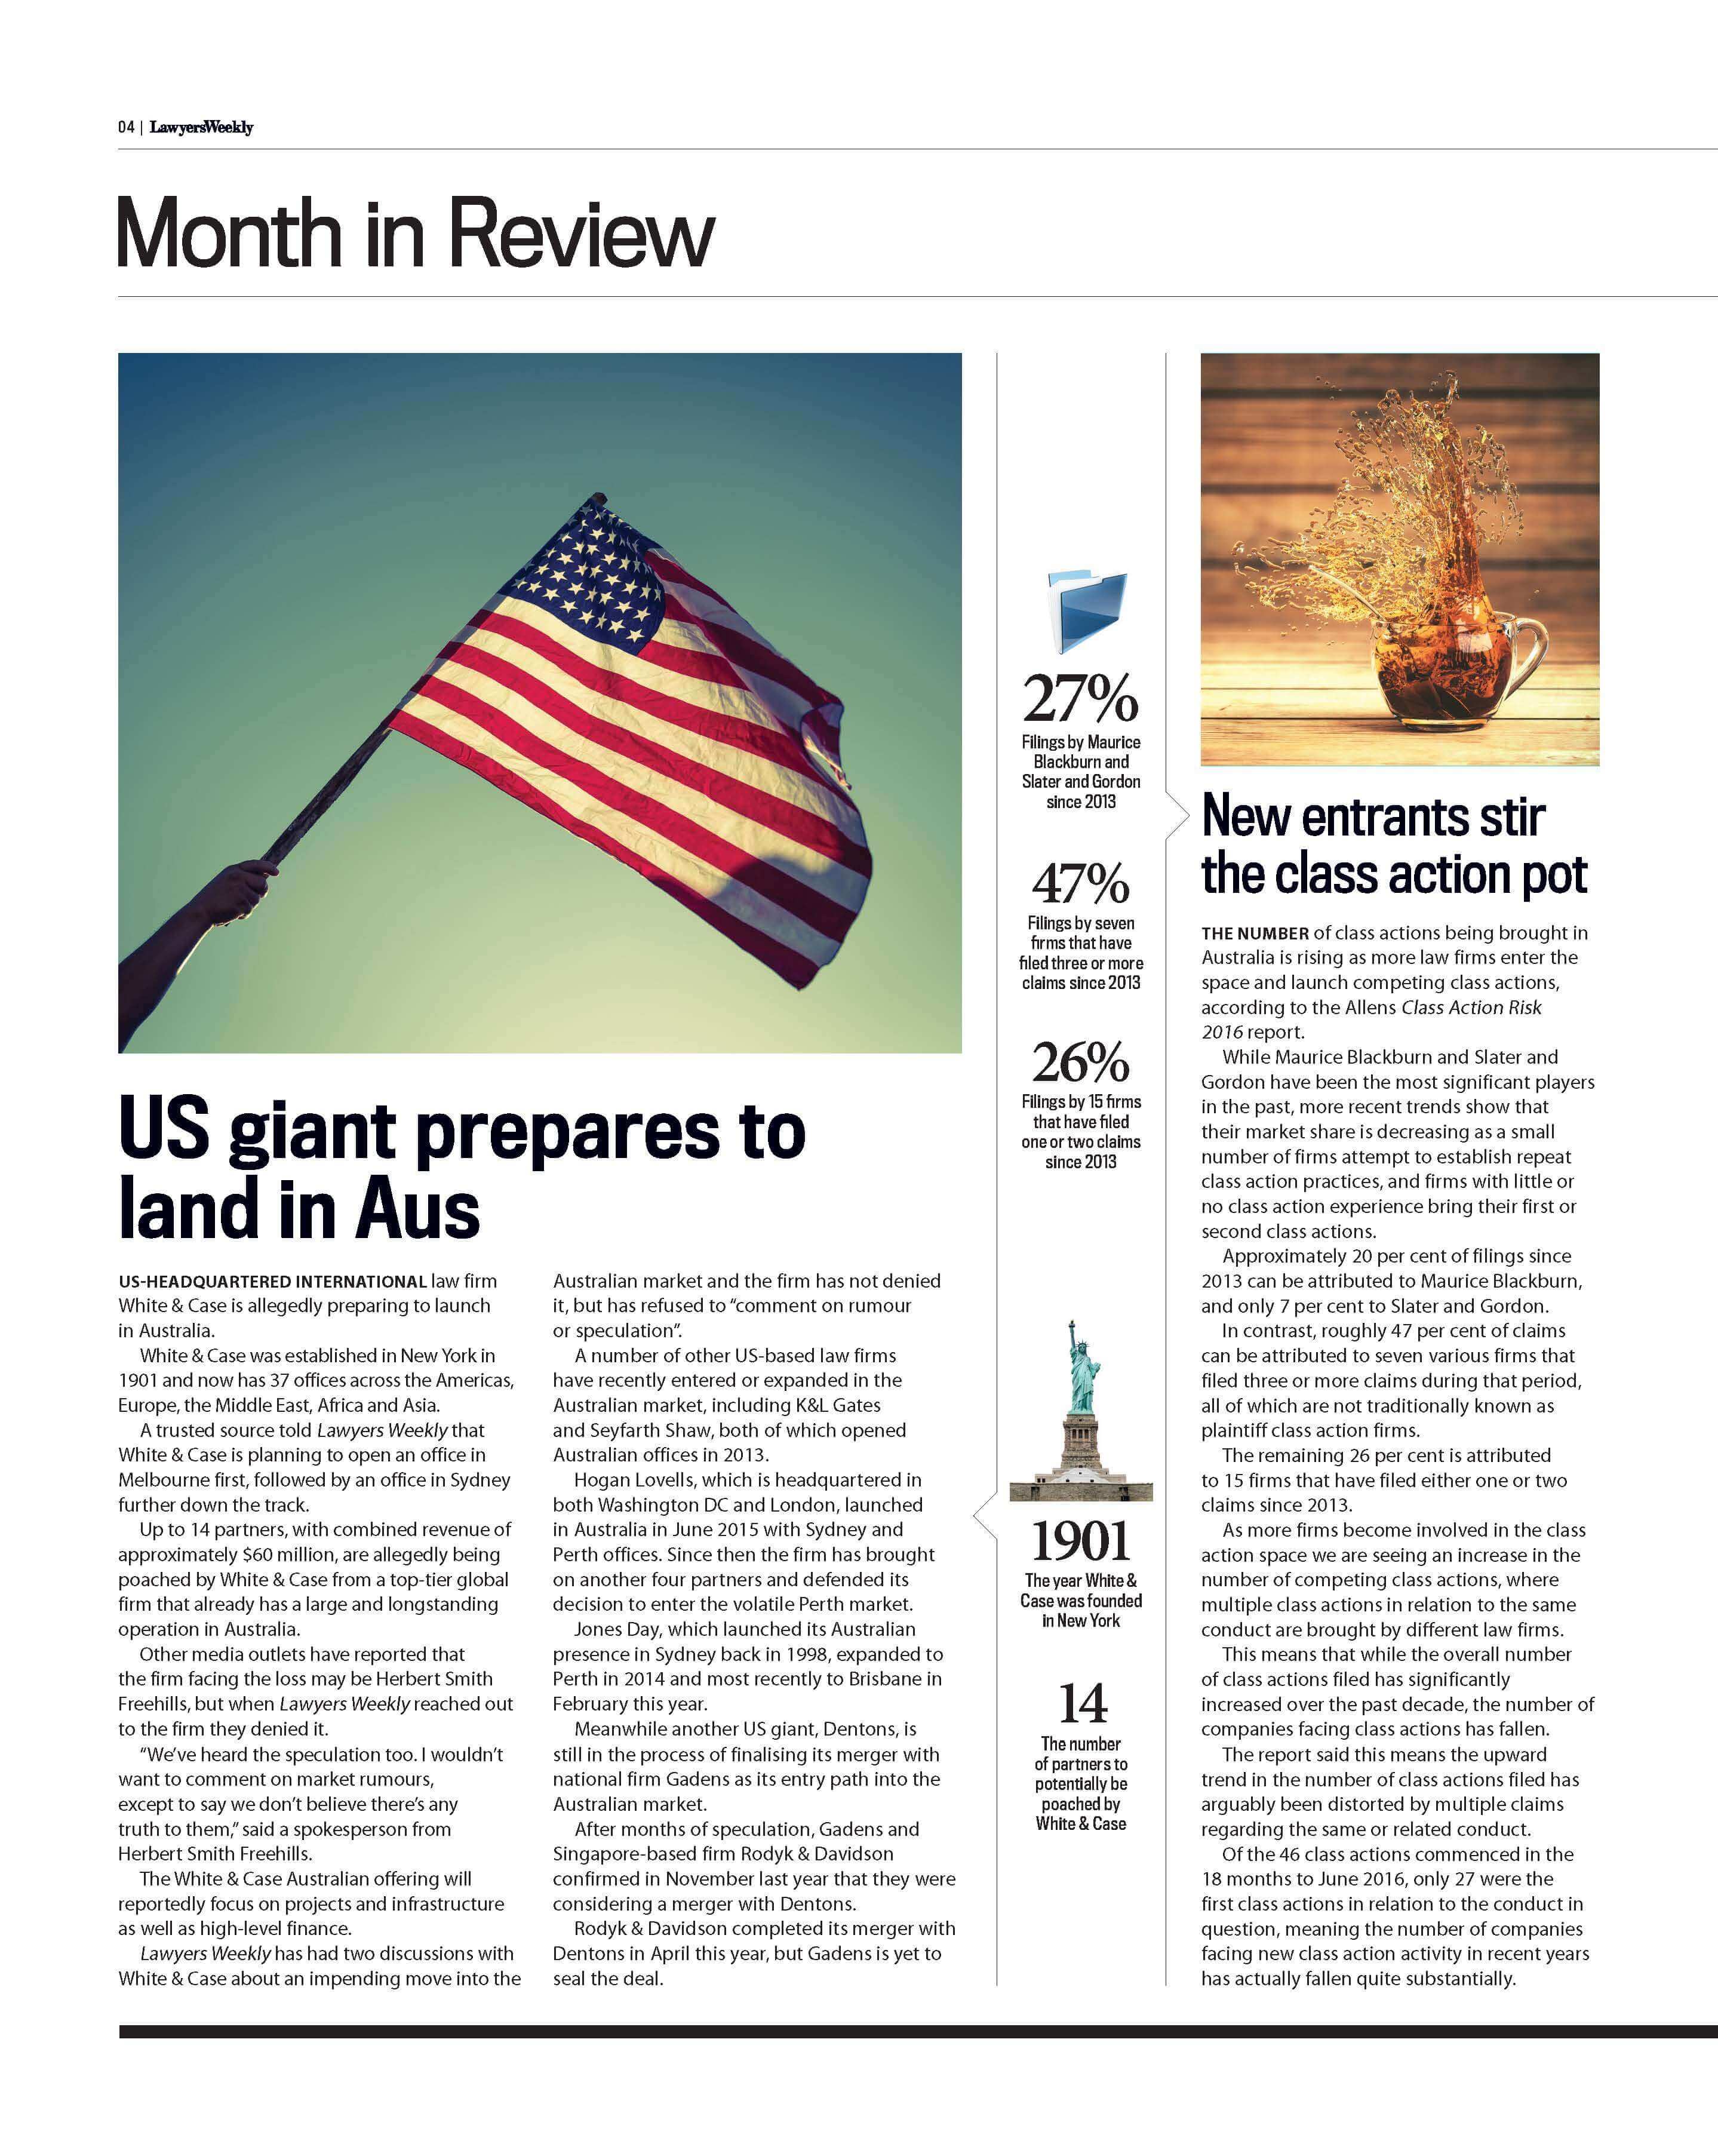 04 | LawyersWeekly
Month in Review
US giant prepares to
land in Aus
US-HEADQUARTERED INTERNATIONAL law firm
White & Case is allegedly preparing to launch
in Australia.
White & Case was established in New York in
1901 and now has 37 offices across the Americas,
Europe, the Middle East, Africa and Asia.
A trusted source told Lawyers Weekly that
White & Case is planning to open an office in
Melbourne first, followed by an office in Sydney
further down the track.
Up to 14 partners, with combined revenue of
approximately $60 million, are allegedly being
poached by White & Case from a top-tier global
firm that already has a large and longstanding
operation in Australia.
Other media outlets have reported that
the firm facing the loss may be Herbert Smith
Freehills, but when Lawyers Weekly reached out
to the firm they denied it.
“We’ve heard the speculation too. I wouldn’t
want to comment on market rumours,
except to say we don’t believe there’s any
truth to them,” said a spokesperson from
Herbert Smith Freehills.
The White & Case Australian offering will
reportedly focus on projects and infrastructure
as well as high-level finance.
Lawyers Weekly has had two discussions with
White & Case about an impending move into the
Australian market and the firm has not denied
it, but has refused to “comment on rumour
or speculation”.
A number of other US-based law firms
have recently entered or expanded in the
Australian market, including K&L Gates
and Seyfarth Shaw, both of which opened
Australian offices in 2013.
Hogan Lovells, which is headquartered in
both Washington DC and London, launched
in Australia in June 2015 with Sydney and
Perth offices. Since then the firm has brought
on another four partners and defended its
decision to enter the volatile Perth market.
Jones Day, which launched its Australian
presence in Sydney back in 1998, expanded to
Perth in 2014 and most recently to Brisbane in
February this year.
Meanwhile another US giant, Dentons, is
still in the process of finalising its merger with
national firm Gadens as its entry path into the
Australian market.
After months of speculation, Gadens and
Singapore-based firm Rodyk & Davidson
confirmed in November last year that they were
considering a merger with Dentons.
Rodyk & Davidson completed its merger with
Dentons in April this year, but Gadens is yet to
seal the deal.
27%
Filings by Maurice
Blackburn and
Slater and Gordon
since 2013
47%
Filings by seven
firms that have
filed three or more
claims since 2013
26%
Filings by 15 firms
that have filed
one or two claims
since 2013
1901
The year White &
Case was founded
in New York
14
The number
of partners to
potentially be
poached by
White & Case
New entrants stir
the class action pot
THE NUMBER of class actions being brought in
Australia is rising as more law firms enter the
space and launch competing class actions,
according to the Allens Class Action Risk
2016 report.
While Maurice Blackburn and Slater and
Gordon have been the most significant players
in the past, more recent trends show that
their market share is decreasing as a small
number of firms attempt to establish repeat
class action practices, and firms with little or
no class action experience bring their first or
second class actions.
Approximately 20 per cent of filings since
2013 can be attributed to Maurice Blackburn,
and only 7 per cent to Slater and Gordon.
In contrast, roughly 47 per cent of claims
can be attributed to seven various firms that
filed three or more claims during that period,
all of which are not traditionally known as
plaintiff class action firms.
The remaining 26 per cent is attributed
to 15 firms that have filed either one or two
claims since 2013.
As more firms become involved in the class
action space we are seeing an increase in the
number of competing class actions, where
multiple class actions in relation to the same
conduct are brought by different law firms.
This means that while the overall number
of class actions filed has significantly
increased over the past decade, the number of
companies facing class actions has fallen.
The report said this means the upward
trend in the number of class actions filed has
arguably been distorted by multiple claims
regarding the same or related conduct.
Of the 46 class actions commenced in the
18 months to June 2016, only 27 were the
first class actions in relation to the conduct in
question, meaning the number of companies
facing new class action activity in recent years
has actually fallen quite substantially.